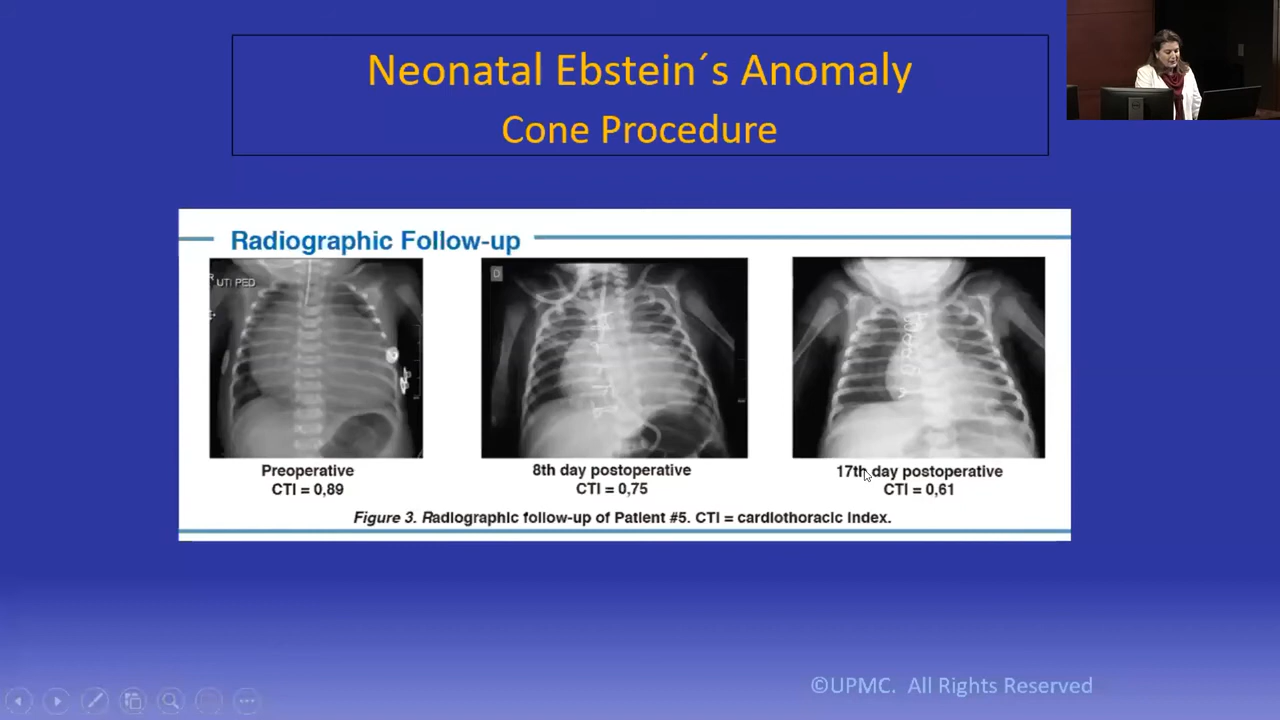 Neonatal Ebstein´s Anomaly
Cone Procedure
Radiographic Follow-up
R
UTI PED
D
Preoperative
CTI = 0,89
8th day postoperative
CTI = 0,75
17th day postoperative
CTI = 0,61
Figure 3. Radiographic follow-up of Patient #5. CTI = cardiothoracic index.
©UPMC. All Rights Reserved